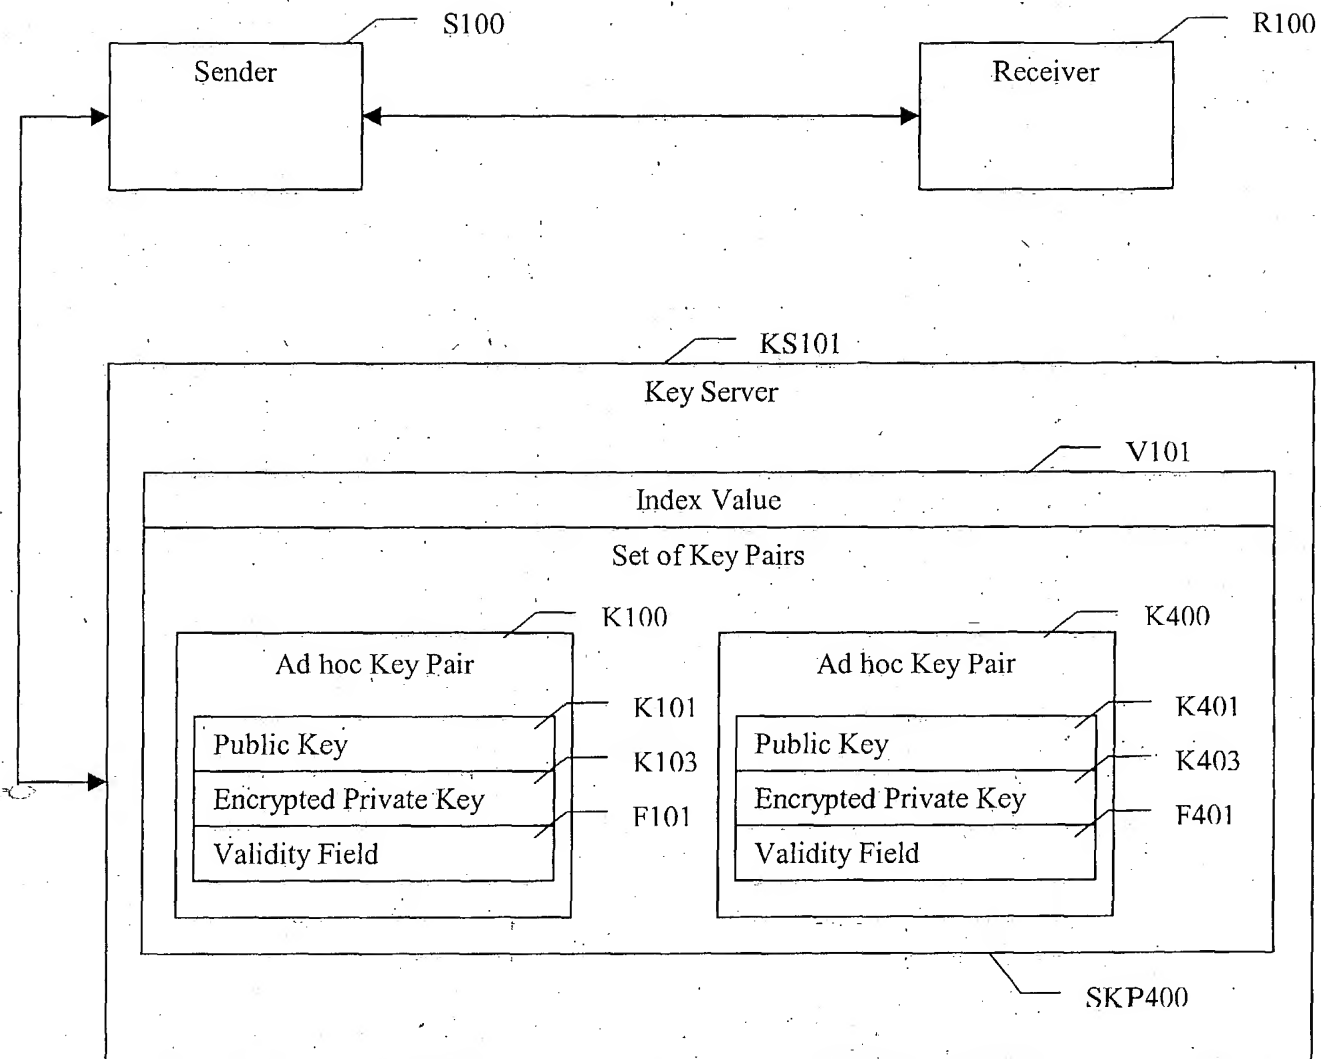 S100
R100
Sender
Receiver
KS101
Key Server
V101
Index Value
Set of Key Pairs
K100
K400
Ad hoc Key Pair
Ad hoc Key Pair
K101
K401
Public Key
Public Key
K103
K403
Encrypted Private Key
Encrypted Private Key
F101
F401
Validity Field
Validity Field
SKP400